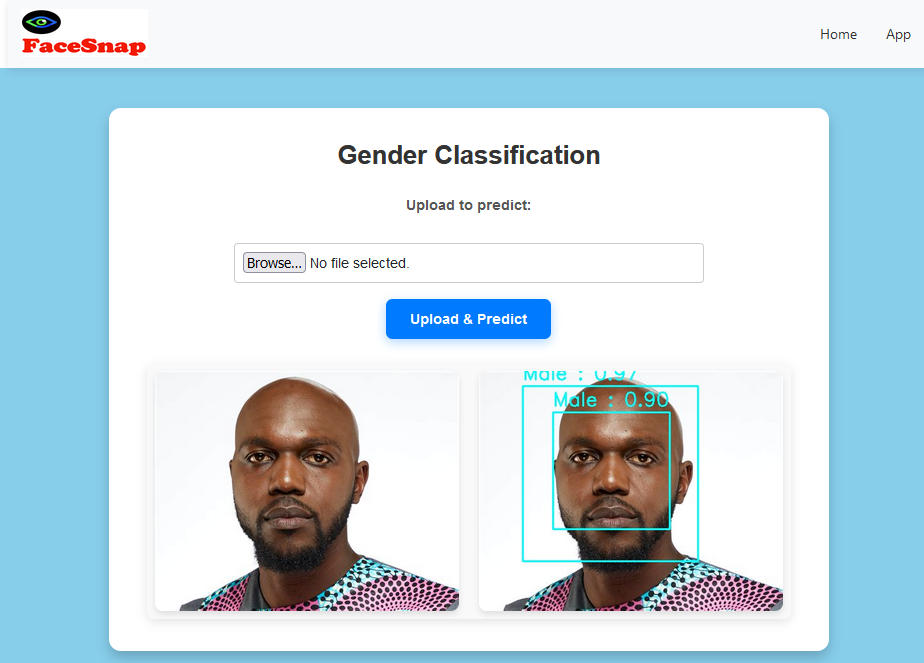 FaceSnap
Home App
Gender Classification
Upload to predict:
Browse... No file selected.
Upload & Predict
Male : 0.97
Male : 0.90